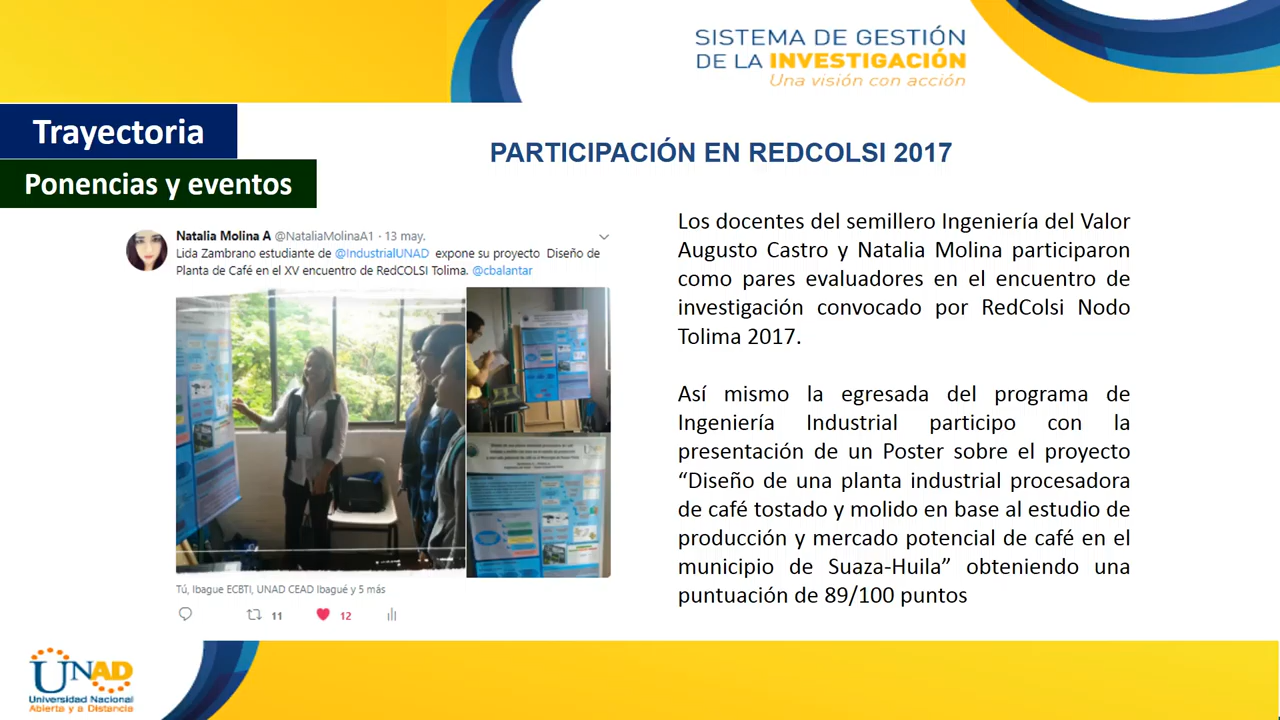 SISTEMA DE GESTIÓN
DE LA INVESTIGACIÓN
Una visión con acción
Trayectoria
Ponencias y eventos
PARTICIPACIÓN EN REDCOLSI 2017
Natalia Molina A @NataliaMolinaA1 · 13 may.
Lida Zambrano estudiante de @IndustrialUNAD expone su proyecto Diseño de
Planta de Café en el XV encuentro de RedCOLSI Tolima. @cbalantar
Tú, Ibague ECBTI, UNAD CEAD Ibagué y 5 más
11 12
Los docentes del semillero Ingeniería del Valor
Augusto Castro y Natalia Molina participaron
como pares evaluadores en el encuentro de
investigación convocado por RedColsi Nodo
Tolima 2017.
Así mismo la egresada del programa de
Ingeniería Industrial participo con la
presentación de un Poster sobre el proyecto
“Diseño de una planta industrial procesadora
de café tostado y molido en base al estudio de
producción y mercado potencial de café en el
municipio de Suaza-Huila” obteniendo una
puntuación de 89/100 puntos
UNAD
Universidad Nacional
Abierta y a Distancia